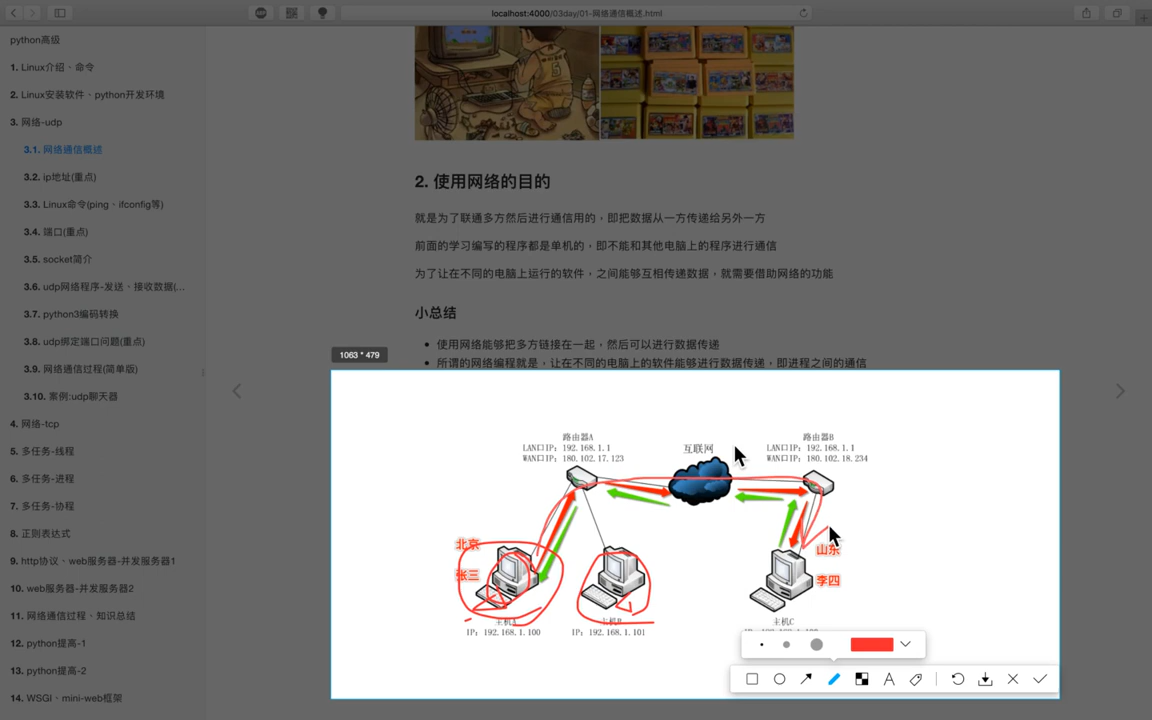 localhost:4000/03day/01-网络通信概述.html
python高级
1. Linux介绍、命令
2. Linux安装软件、python开发环境
3. 网络-udp
3.1. 网络通信概述
3.2. ip地址(重点)
3.3. Linux命令(ping、ifconfig等)
3.4. 端口(重点)
3.5. socket简介
3.6. udp网络程序-发送、接收数据(...
3.7. python3编码转换
3.8. udp绑定端口问题(重点)
3.9. 网络通信过程(简单版)
3.10. 案例:udp聊天器
4. 网络-tcp
5. 多任务-线程
6. 多任务-进程
7. 多任务-协程
8. 正则表达式
9. http协议、web服务器-并发服务器1
10. web服务器-并发服务器2
11. 网络通信过程、知识总结
12. python提高-1
13. python提高-2
14. WSGI、mini-web框架
2. 使用网络的目的
就是为了联通多方然后进行通信用的，即把数据从一方传递给另外一方
前面的学习编写的程序都是单机的，即不能和其他电脑上的程序进行通信
为了让在不同的电脑上运行的软件，之间能够互相传递数据，就需要借助网络的功能
小总结
使用网络能够把多方链接在一起，然后可以进行数据传递
所谓的网络编程就是，让在不同的电脑上的软件能够进行数据传递，即进程之间的通信
1063 * 479
路由器A
LAN口IP: 192.168.1.1
WAN口IP: 180.102.17.123
互联网
路由器B
LAN口IP: 192.168.1.1
WAN口IP: 180.102.18.234
北京
张三
山东
李四
主机A
IP: 192.168.1.100
主机B
IP: 192.168.1.101
主机C
A